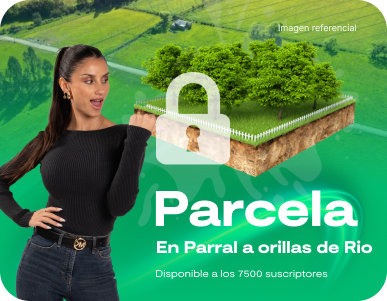 Imagen referencial
Parcela
En Parral a orillas de Rio
Disponible a los 7500 suscriptores